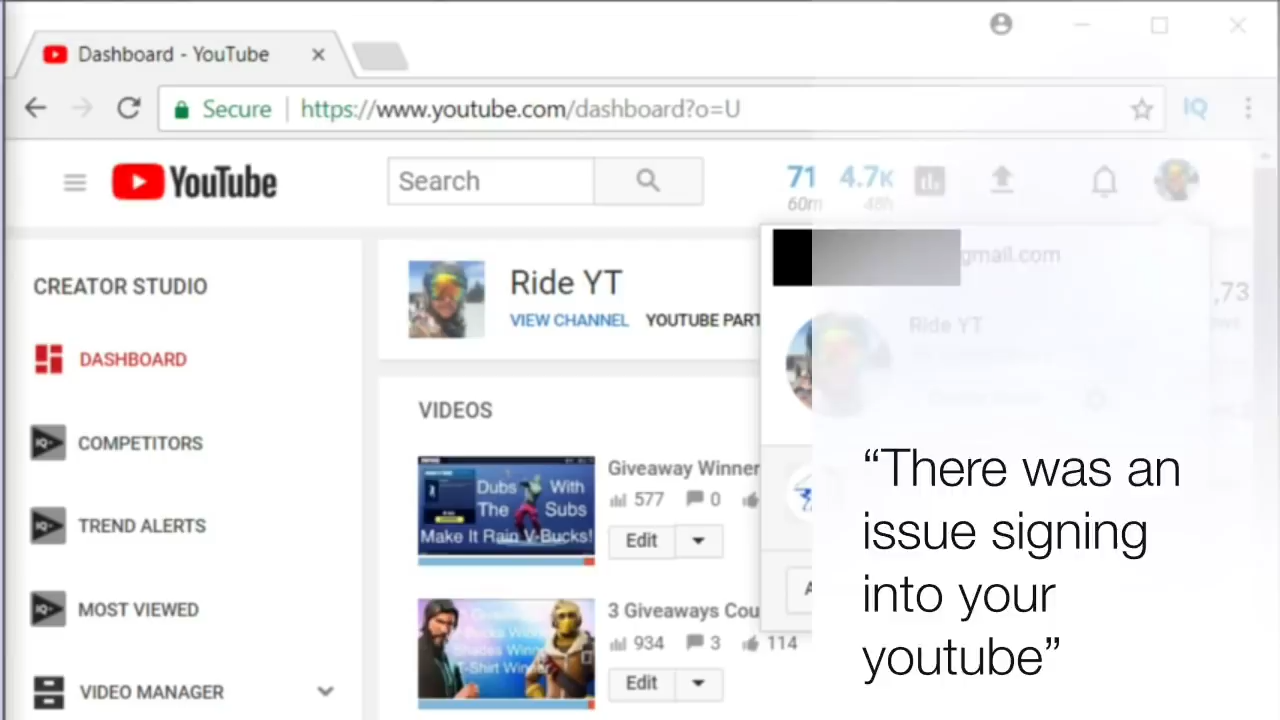 Dashboard - YouTube
Secure
https://www.youtube.com/dashboard?o=U
IQ
YouTube
Search
71
60m
4.7K
48h
gmail.com
Ride YT
,73
CREATOR STUDIO
DASHBOARD
COMPETITORS
TREND ALERTS
MOST VIEWED
VIDEO MANAGER
Ride YT
VIEW CHANNEL YOUTUBE PART
VIDEOS
Dubs With
The Subs
Make It Rain V-Bucks!
Giveaway Winner
577 0
Edit
3 Giveaways Cou
934 3 114
Edit
“There was an
issue signing
into your
youtube”